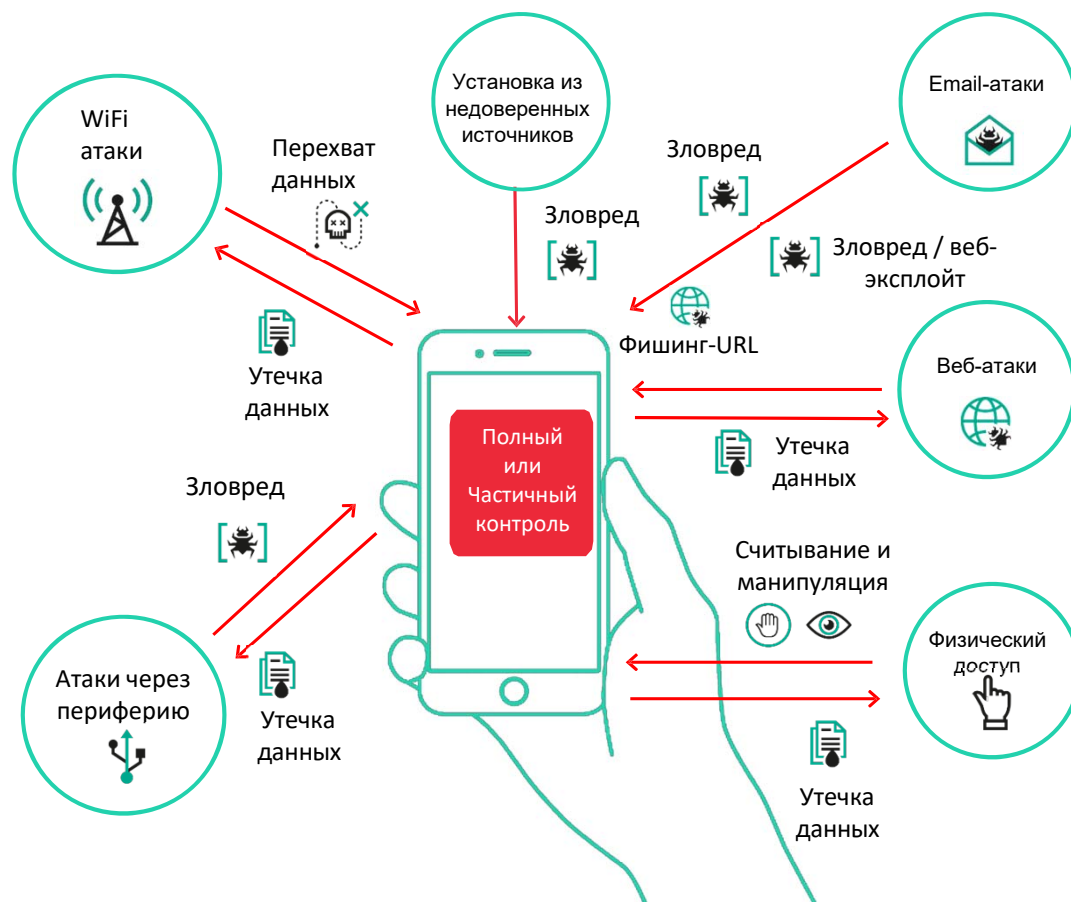 WiFi
атаки
Перехват
данных
Установка из
недоверенных
источников
Email-атаки
Зловред
Зловред
Зловред / веб-
эксплойт
Фишинг-URL
Утечка
данных
Веб-атаки
Полный
или
Частичный
контроль
Утечка
данных
Зловред
Считывание и
манипуляция
Атаки через
периферию
Утечка
данных
Физический
доступ
Утечка
данных